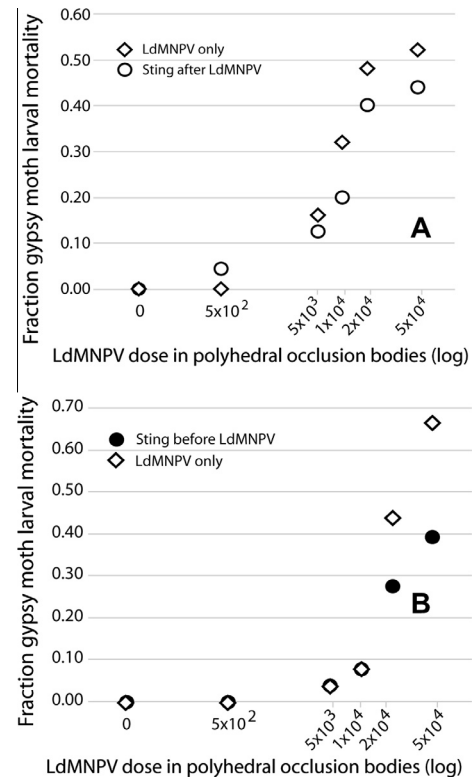 Fraction gypsy moth larval mortality
0.60
LdMNPV only
Sting after LdMNPV
0.50
0.40
0.30
0.20
A
0.10
0.00
0 5x10² 5x10³ 1x10⁴ 2x10⁴ 5x10⁴
LdMNPV dose in polyhedral occlusion bodies (log)
Fraction gypsy moth larval mortality
0.70
Sting before LdMNPV
LdMNPV only
0.60
0.50
0.40
0.30
B
0.20
0.10
0.00
0 5x10² 5x10³ 1x10⁴ 2x10⁴ 5x10⁴
LdMNPV dose in polyhedral occlusion bodies (log)